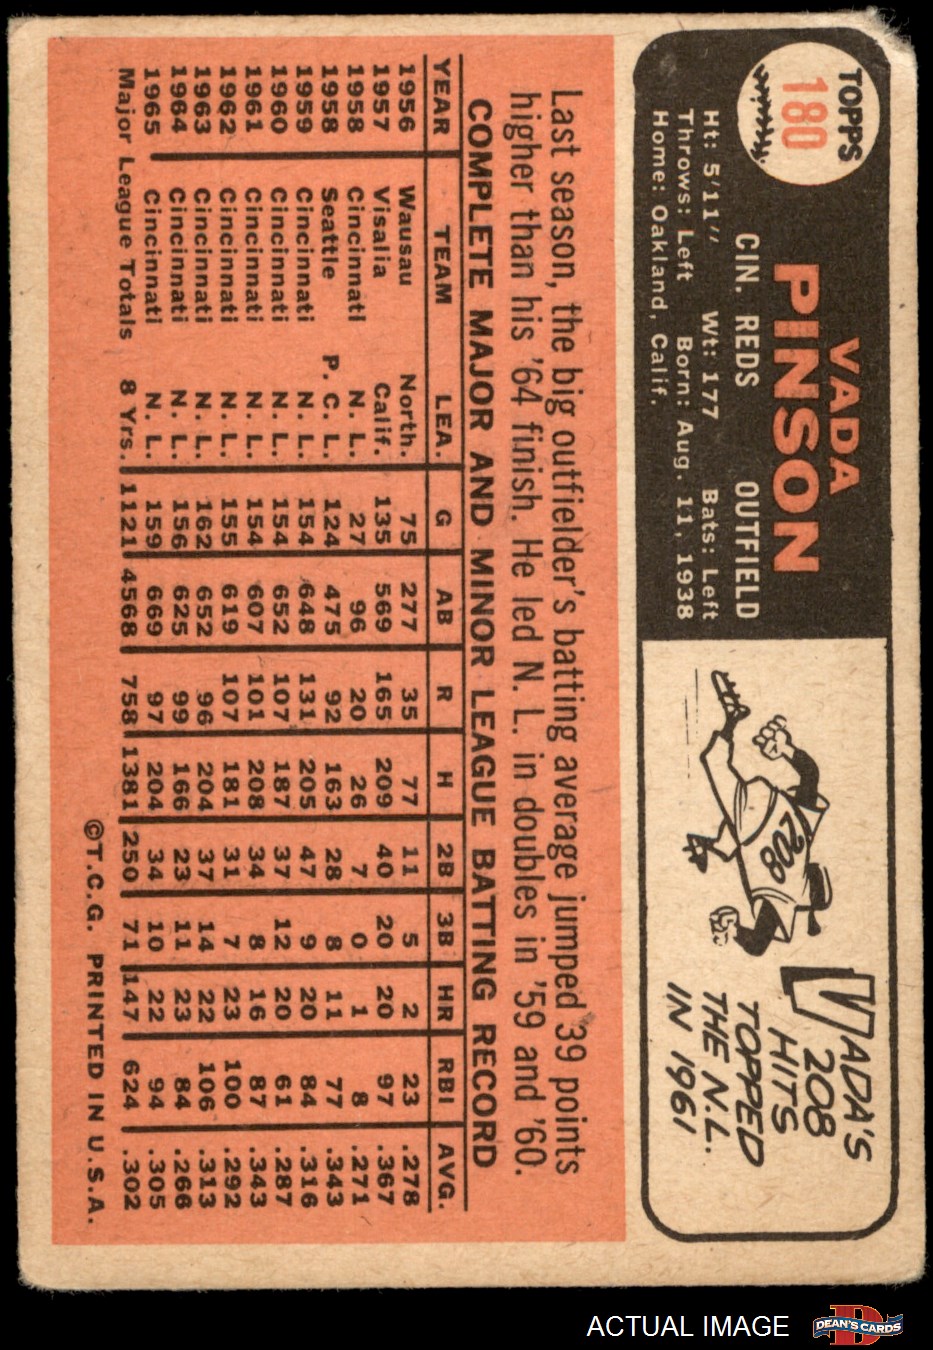 TOPPS
180
VADA
PINSON
CIN. REDS OUTFIELD
Ht: 5'11" Wt: 177 Bats: Left
Throws: Left Born: Aug. 11, 1938
Home: Oakland, Calif.
208
VADA'S
208
HITS
TOPPED
THE N.L.
IN 1961
Last season, the big outfielder's batting average jumped 39 points
higher than his '64 finish. He led N. L. in doubles in '59 and '60.
COMPLETE MAJOR AND MINOR LEAGUE BATTING RECORD
YEAR TEAM LEA. G AB R H 2B 3B HR RBI AVG.
1956 Wausau North. 75 277 35 77 11 5 2 23 .278
1957 Visalia Calif. 135 569 165 209 40 20 20 97 .367
1958 Cincinnati N. L. 27 96 20 26 7 0 1 8 .271
1958 Seattle P. C. L. 124 475 92 163 28 8 11 77 .343
1959 Cincinnati N. L. 154 648 131 205 47 9 20 84 .316
1960 Cincinnati N. L. 154 652 107 187 37 12 20 61 .287
1961 Cincinnati N. L. 154 607 101 208 34 8 16 87 .343
1962 Cincinnati N. L. 155 619 107 181 31 7 23 100 .292
1963 Cincinnati N. L. 162 652 96 204 37 14 22 106 .313
1964 Cincinnati N. L. 156 625 99 166 23 11 23 84 .266
1965 Cincinnati N. L. 159 669 97 204 34 10 22 94 .305
Major League Totals 8 Yrs. 1121 4568 758 1381 250 71 147 624 .302
©T.C.G. PRINTED IN U.S.A.
ACTUAL IMAGE
D
DEAN'S CARDS